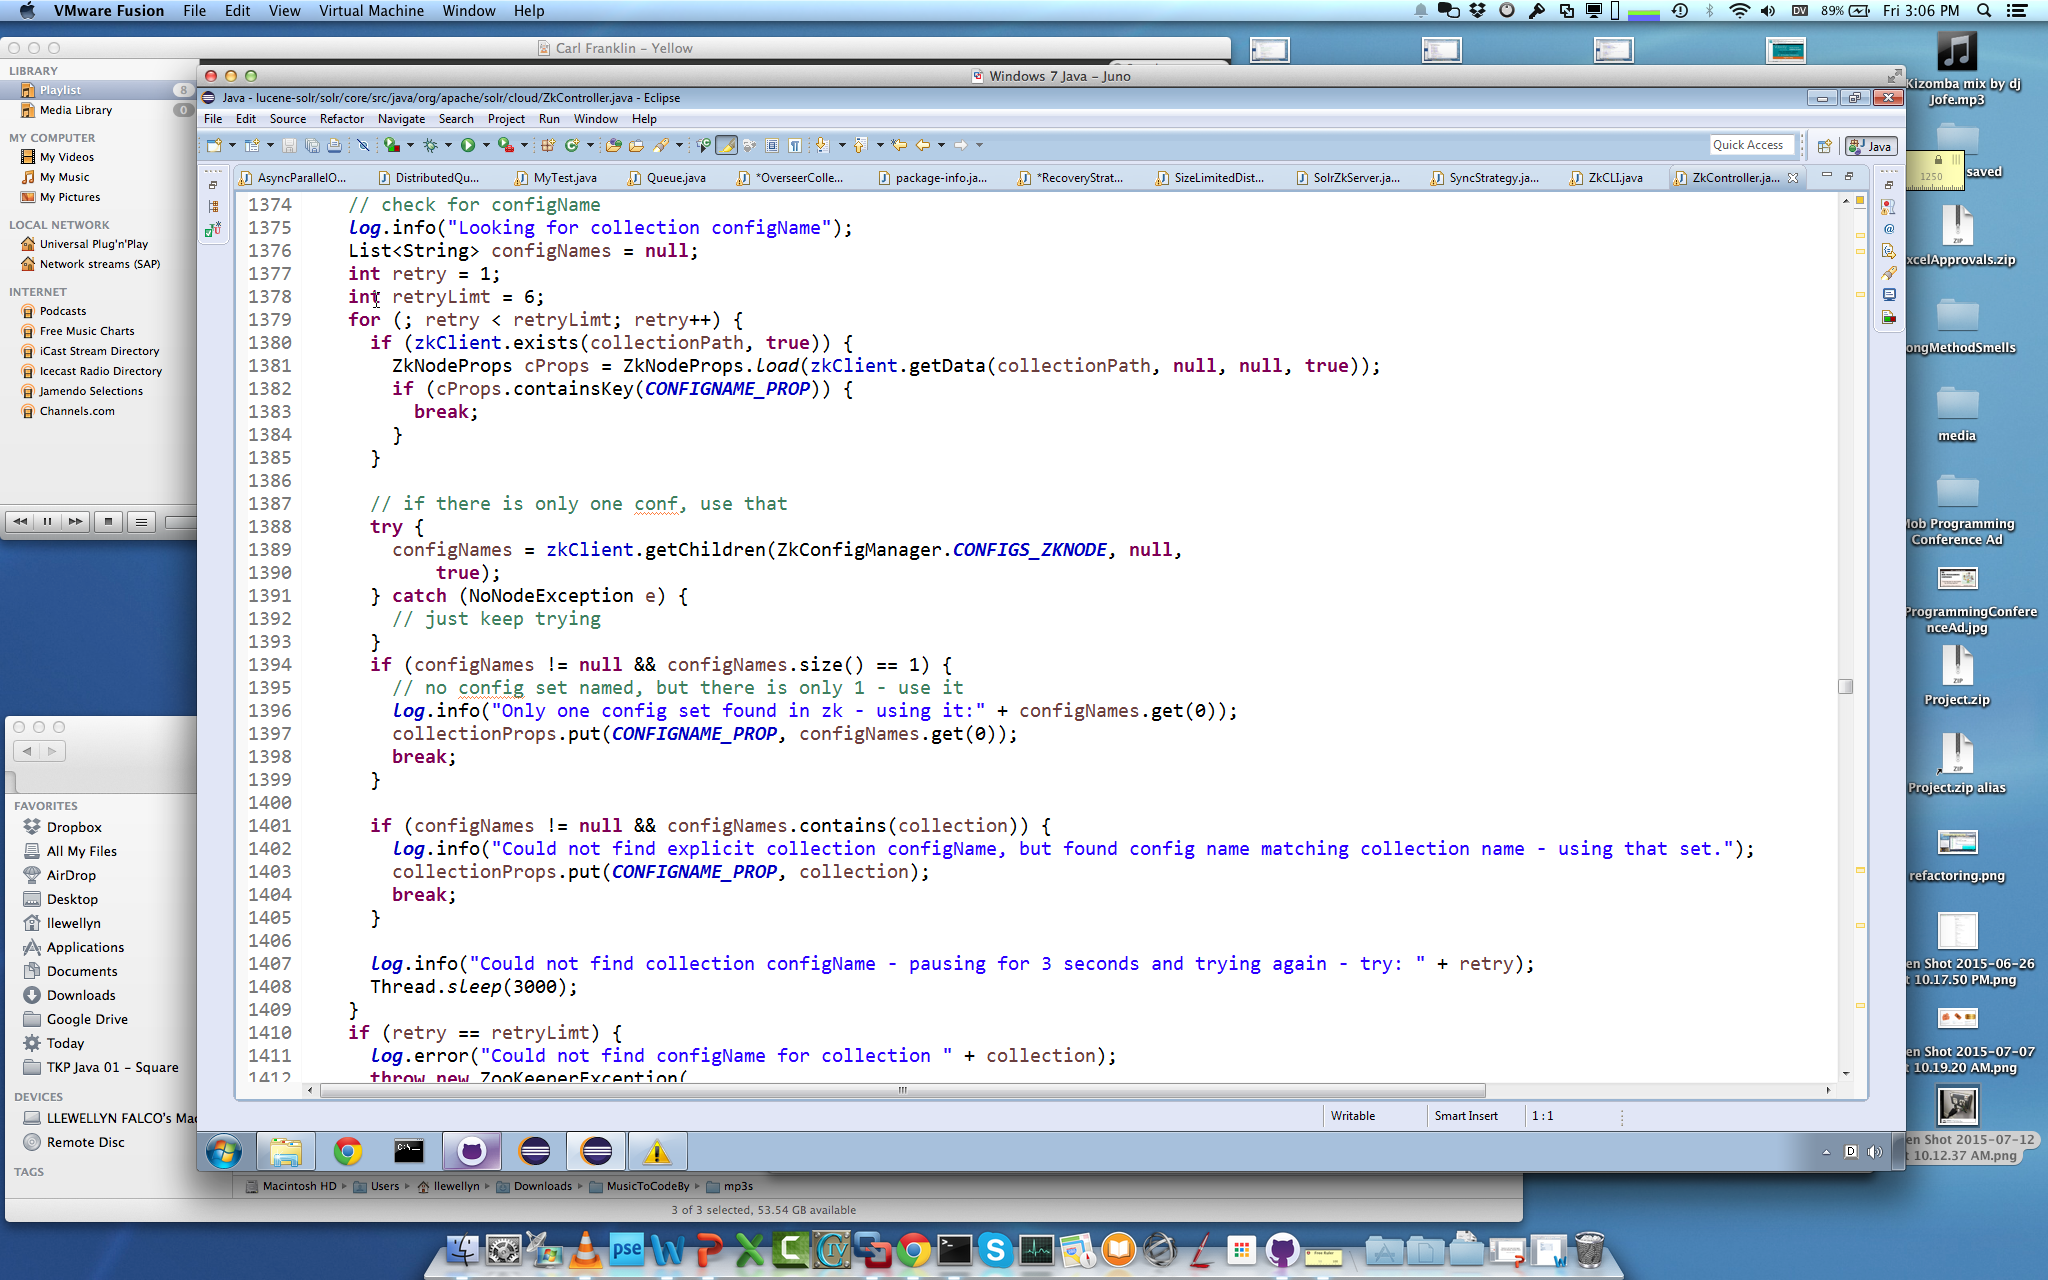 VMware Fusion File Edit View Virtual Machine Window Help
DV 89% Fri 3:06 PM
Carl Franklin – Yellow
LIBRARY
Playlist 8
Media Library 0
MY COMPUTER
My Videos
My Music
My Pictures
LOCAL NETWORK
Universal Plug'n'Play
Network streams (SAP)
INTERNET
Podcasts
Free Music Charts
iCast Stream Directory
Icecast Radio Directory
Jamendo Selections
Channels.com
Windows 7 Java – Juno
Java - lucene-solr/solr/core/src/java/org/apache/solr/cloud/ZkController.java - Eclipse
File Edit Source Refactor Navigate Search Project Run Window Help
Quick Access
Java
AsyncParallelO... DistributedQu... MyTest.java Queue.java *OverseerColle... package-info.ja... *RecoveryStrat... SizeLimitedDist... SolrZkServer.ja... SyncStrategy.ja... ZkCLI.java ZkController.ja...
1374 // check for configName
1375 log.info("Looking for collection configName");
1376 List<String> configNames = null;
1377 int retry = 1;
1378 int retryLimt = 6;
1379 for (; retry < retryLimt; retry++) {
1380 if (zkClient.exists(collectionPath, true)) {
1381 ZkNodeProps cProps = ZkNodeProps.load(zkClient.getData(collectionPath, null, null, true));
1382 if (cProps.containsKey(CONFIGNAME_PROP)) {
1383 break;
1384 }
1385 }
1386
1387 // if there is only one conf, use that
1388 try {
1389 configNames = zkClient.getChildren(ZkConfigManager.CONFIGS_ZKNODE, null,
1390 true);
1391 } catch (NoNodeException e) {
1392 // just keep trying
1393 }
1394 if (configNames != null && configNames.size() == 1) {
1395 // no config set named, but there is only 1 - use it
1396 log.info("Only one config set found in zk - using it:" + configNames.get(0));
1397 collectionProps.put(CONFIGNAME_PROP, configNames.get(0));
1398 break;
1399 }
1400
1401 if (configNames != null && configNames.contains(collection)) {
1402 log.info("Could not find explicit collection configName, but found config name matching collection name - using that set.");
1403 collectionProps.put(CONFIGNAME_PROP, collection);
1404 break;
1405 }
1406
1407 log.info("Could not find collection configName - pausing for 3 seconds and trying again - try: " + retry);
1408 Thread.sleep(3000);
1409 }
1410 if (retry == retryLimt) {
1411 log.error("Could not find configName for collection " + collection);
1412 throw new ZooKeeperException(
Writable Smart Insert 1 : 1
D
FAVORITES
Dropbox
All My Files
AirDrop
Desktop
llewellyn
Applications
Documents
Downloads
Google Drive
Today
TKP Java 01 – Square
DEVICES
LLEWELLYN FALCO's Mac
Remote Disc
TAGS
Macintosh HD Users llewellyn Downloads MusicToCodeBy mp3s
3 of 3 selected, 53.54 GB available
Kizomba mix by dj
Jofe.mp3
1250
saved
ZIP
xcelApprovals.zip
ongMethodSmells
media
Mob Programming
Conference Ad
ProgrammingConfere
nceAd.jpg
ZIP
Project.zip
ZIP
Project.zip alias
refactoring.png
en Shot 2015-06-26
t 10.17.50 PM.png
en Shot 2015-07-07
t 10.19.20 AM.png
en Shot 2015-07-12
t 10.12.37 AM.png
pse